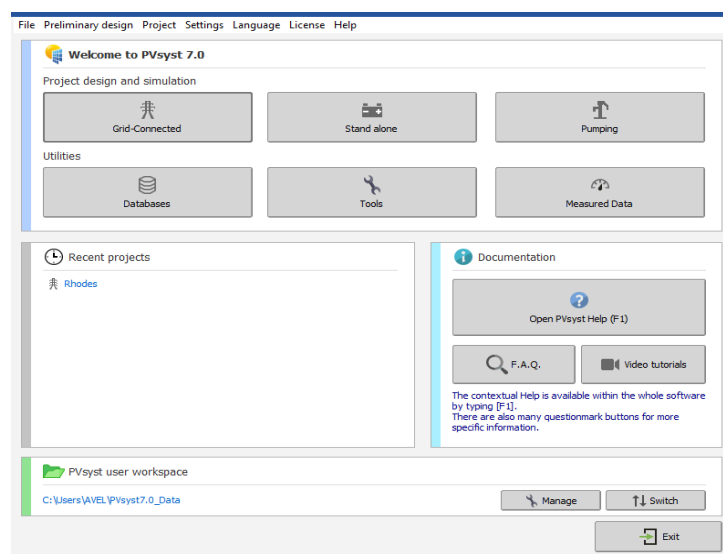 File Preliminary design Project Settings Language License Help
Welcome to PVsyst 7.0
Project design and simulation
Grid-Connected
Stand alone
Pumping
Utilities
Databases
Tools
Measured Data
Recent projects
Rhodes
Documentation
Open PVsyst Help (F1)
F.A.Q.
Video tutorials
The contextual Help is available within the whole software
by typing [F1].
There are also many questionmark buttons for more
specific information.
PVsyst user workspace
C:\Users\AVEL\PVsyst7.0_Data
Manage
Switch
Exit